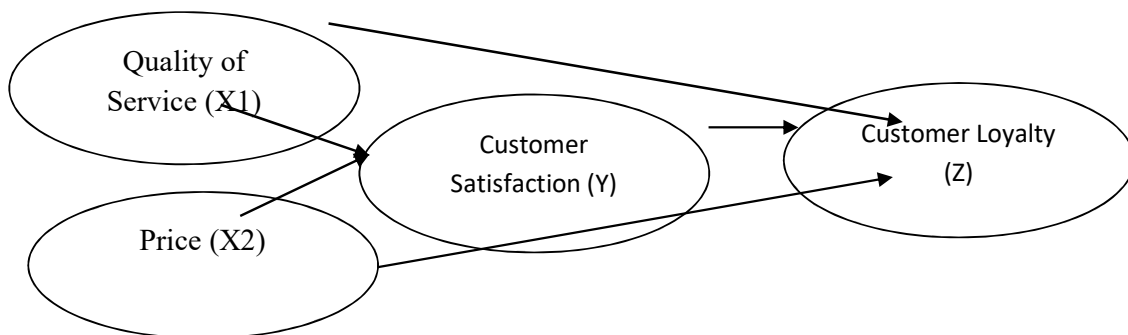 Quality of
Service (X1)
Customer
Satisfaction (Y)
Customer Loyalty
(Z)
Price (X2)